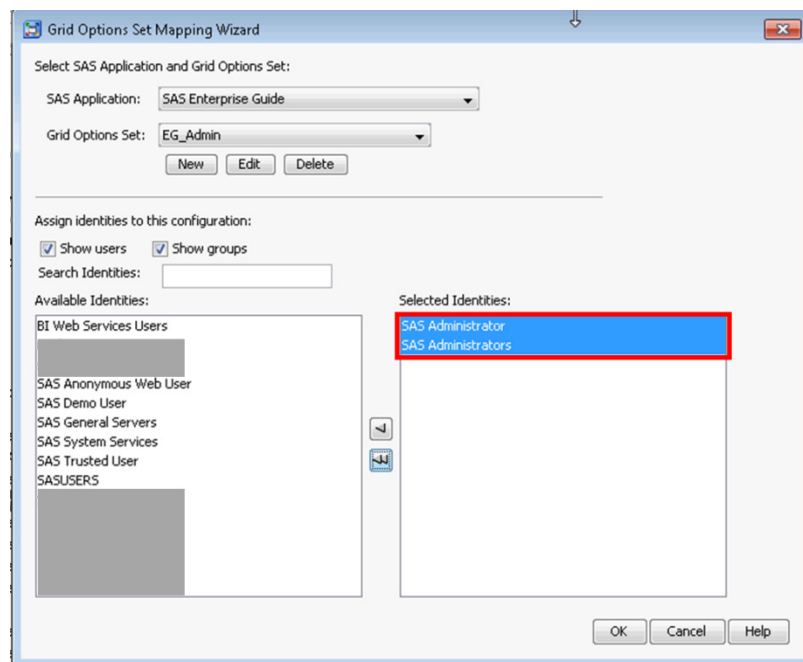 Grid Options Set Mapping Wizard
Select SAS Application and Grid Options Set:
SAS Application: SAS Enterprise Guide
Grid Options Set: EG_Admin
New Edit Delete
Assign identities to this configuration:
Show users Show groups
Search Identities:
Available Identities: Selected Identities:
BI Web Services Users SAS Administrator
SAS Administrators
SAS Anonymous Web User
SAS Demo User
SAS General Servers
SAS System Services
SAS Trusted User
SASUSERS
OK Cancel Help